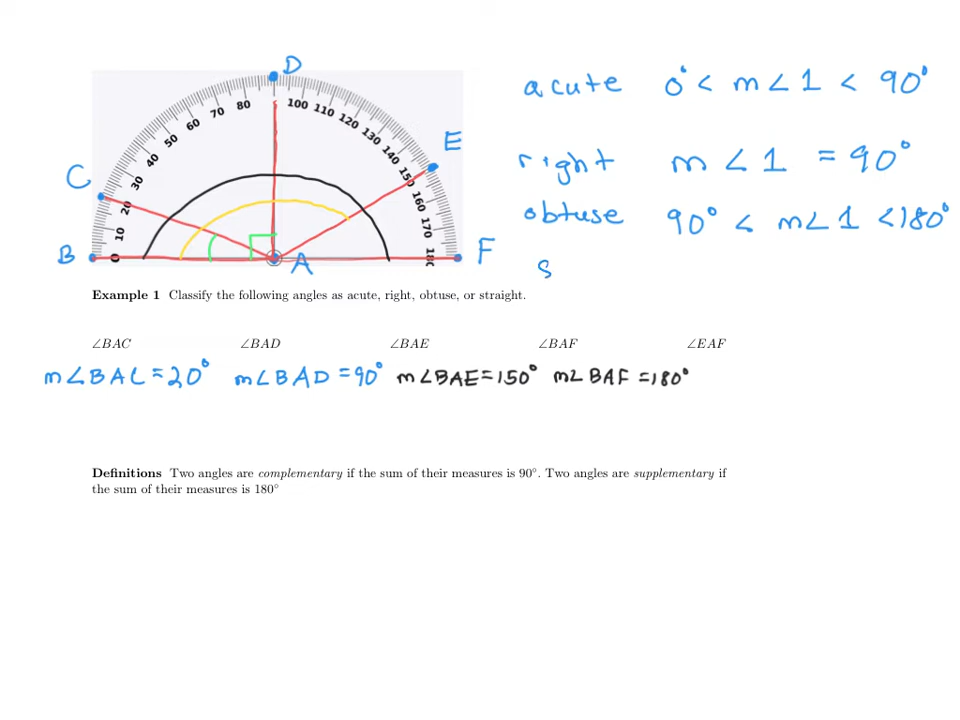 D
acute 0° < m∠1 < 90°
80 100 110 120 130 140 150 160 170 180
70 60 50 40 30 20 10 0
E
right m∠1 = 90°
C
obtuse 90° < m∠1 < 180°
B A F
s
Example 1 Classify the following angles as acute, right, obtuse, or straight.
∠BAC ∠BAD ∠BAE ∠BAF ∠EAF
m∠BAC=20° m∠BAD=90° m∠BAE=150° m∠BAF=180°
Definitions Two angles are complementary if the sum of their measures is 90°. Two angles are supplementary if
the sum of their measures is 180°